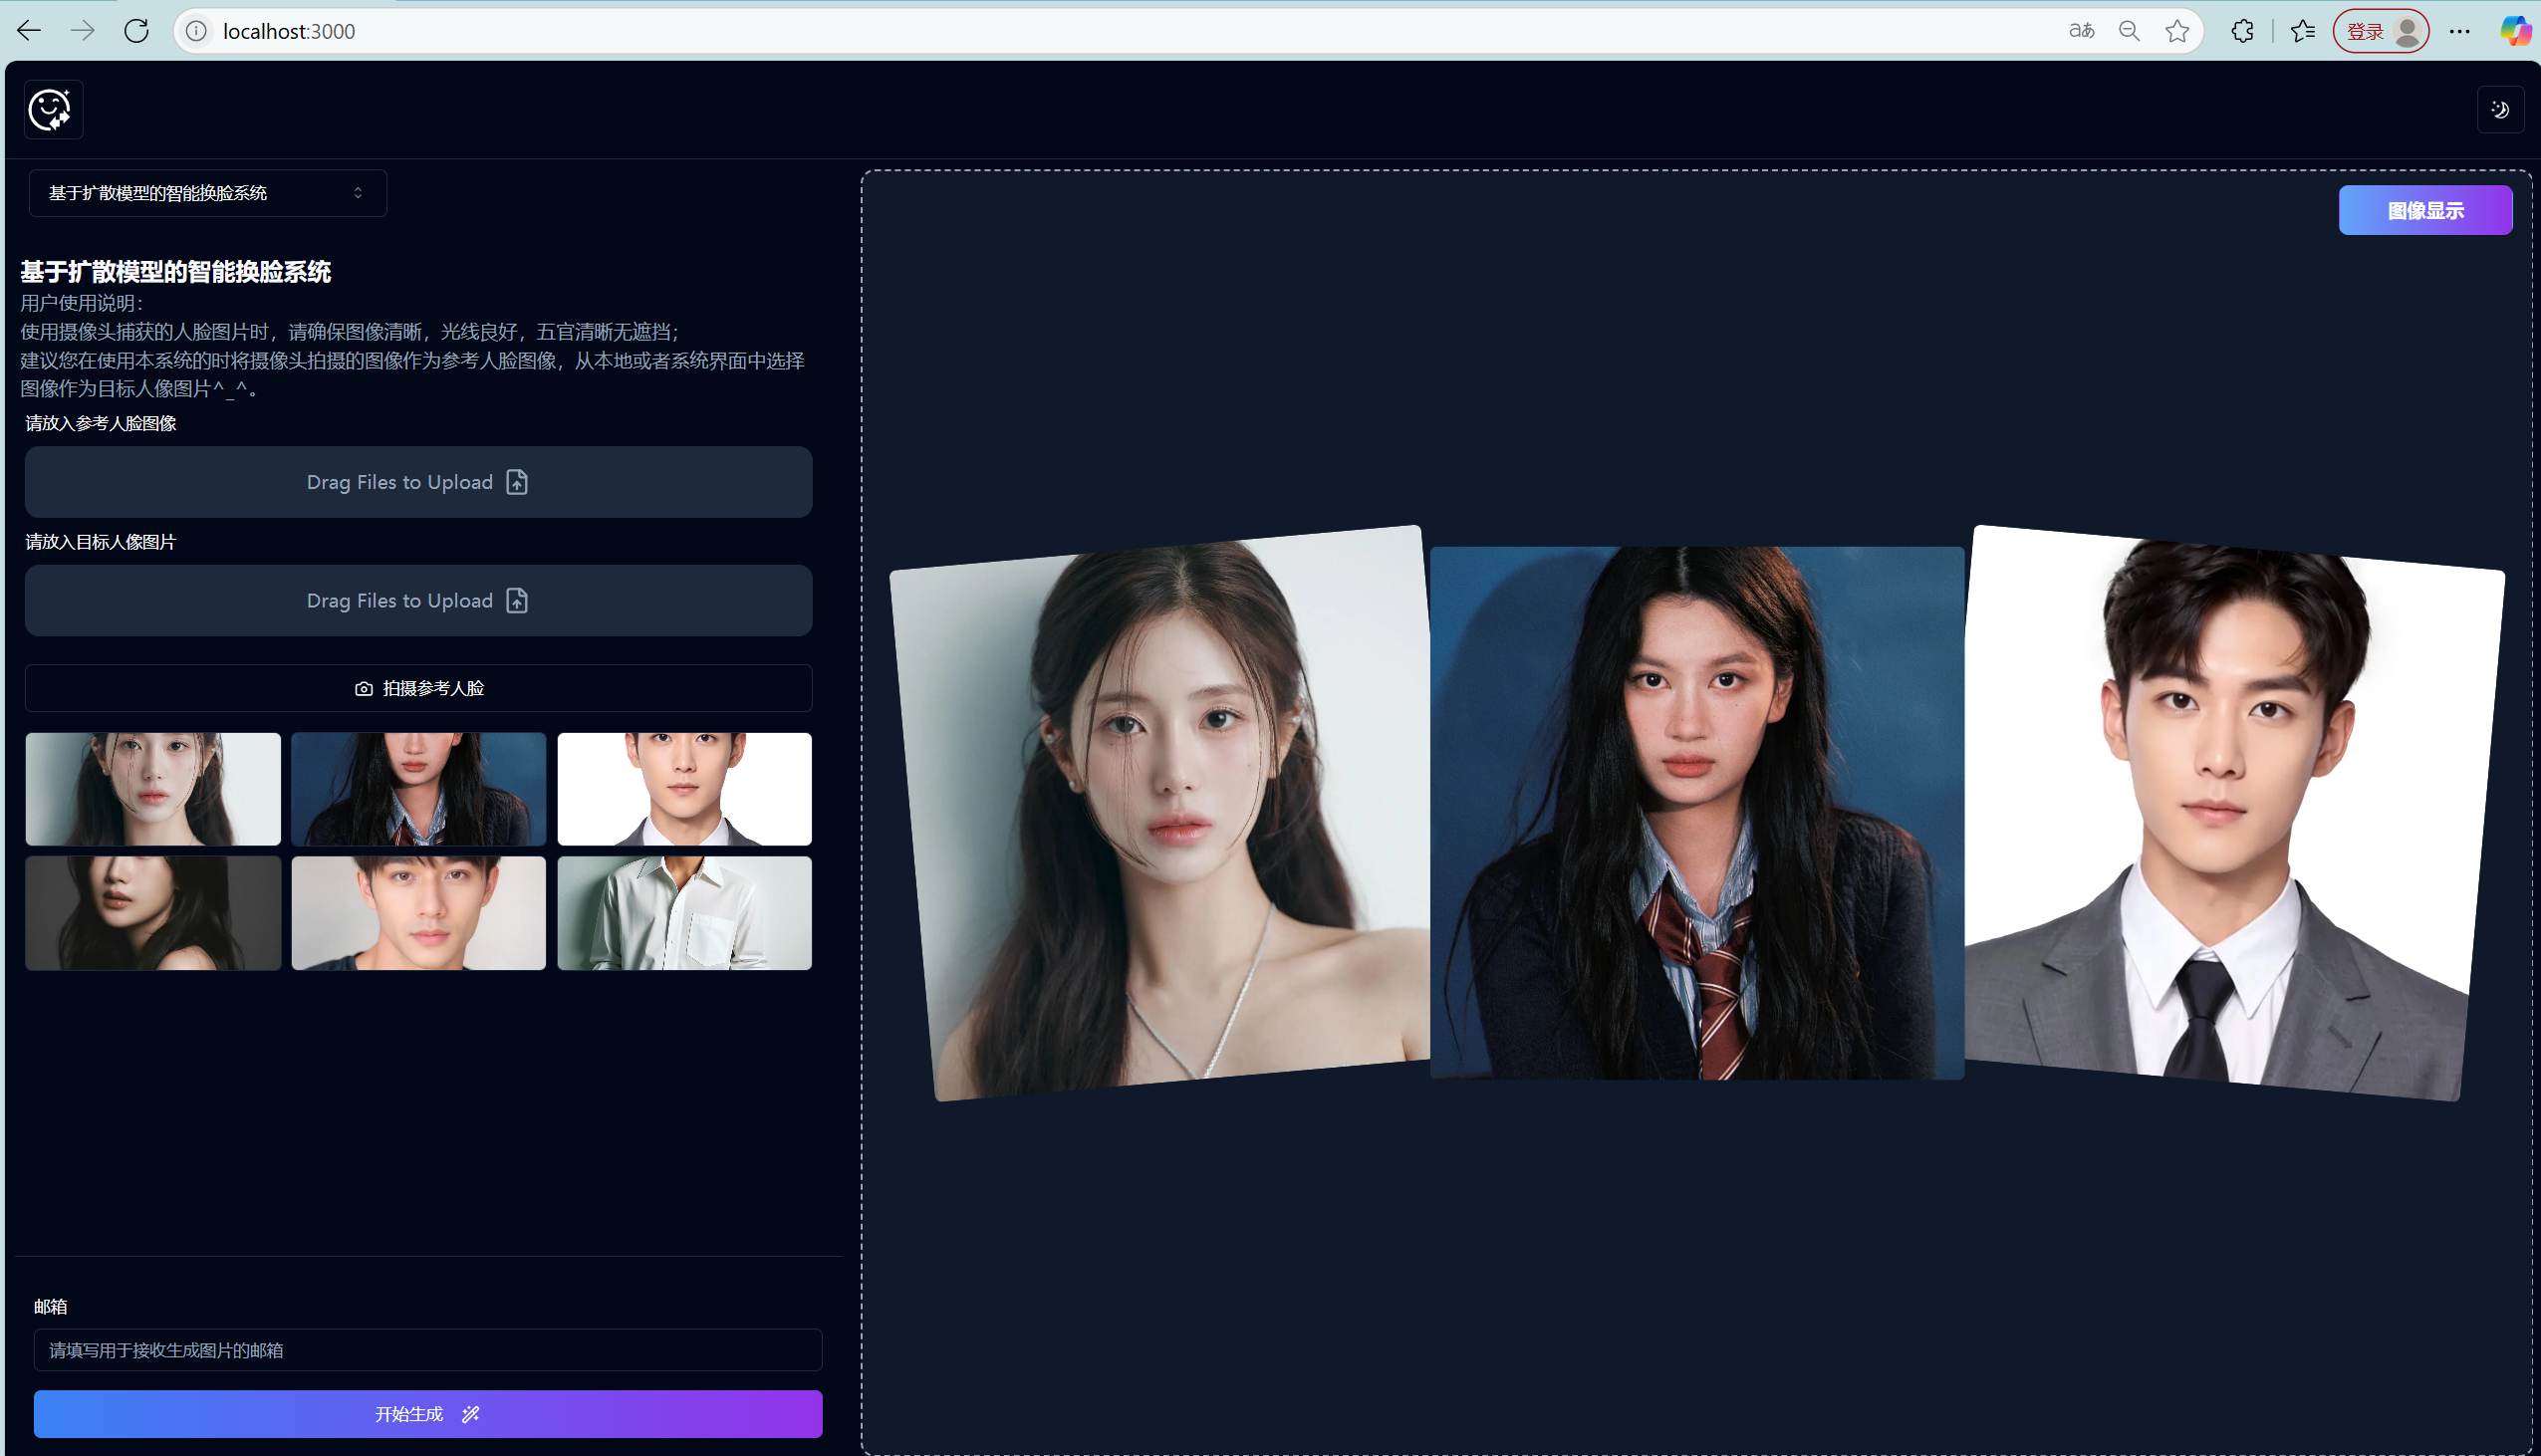 localhost:3000
aあ
登录
基于扩散模型的智能换脸系统
图像显示
基于扩散模型的智能换脸系统
用户使用说明：
使用摄像头捕获的人脸图片时，请确保图像清晰，光线良好，五官清晰无遮挡；
建议您在使用本系统的时将摄像头拍摄的图像作为参考人脸图像，从本地或者系统界面中选择
图像作为目标人像图片^_^。
请放入参考人脸图像
Drag Files to Upload
请放入目标人像图片
Drag Files to Upload
拍摄参考人脸
邮箱
请填写用于接收生成图片的邮箱
开始生成